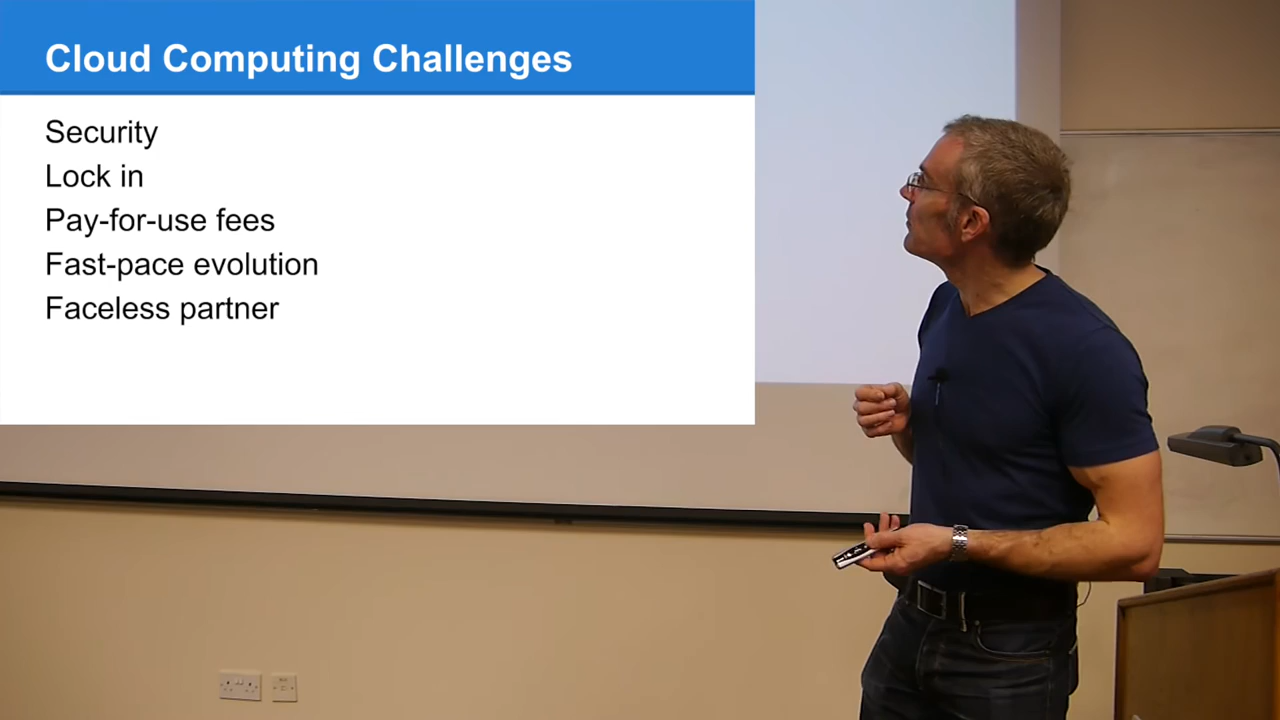 Cloud Computing Challenges
Security
Lock in
Pay-for-use fees
Fast-pace evolution
Faceless partner